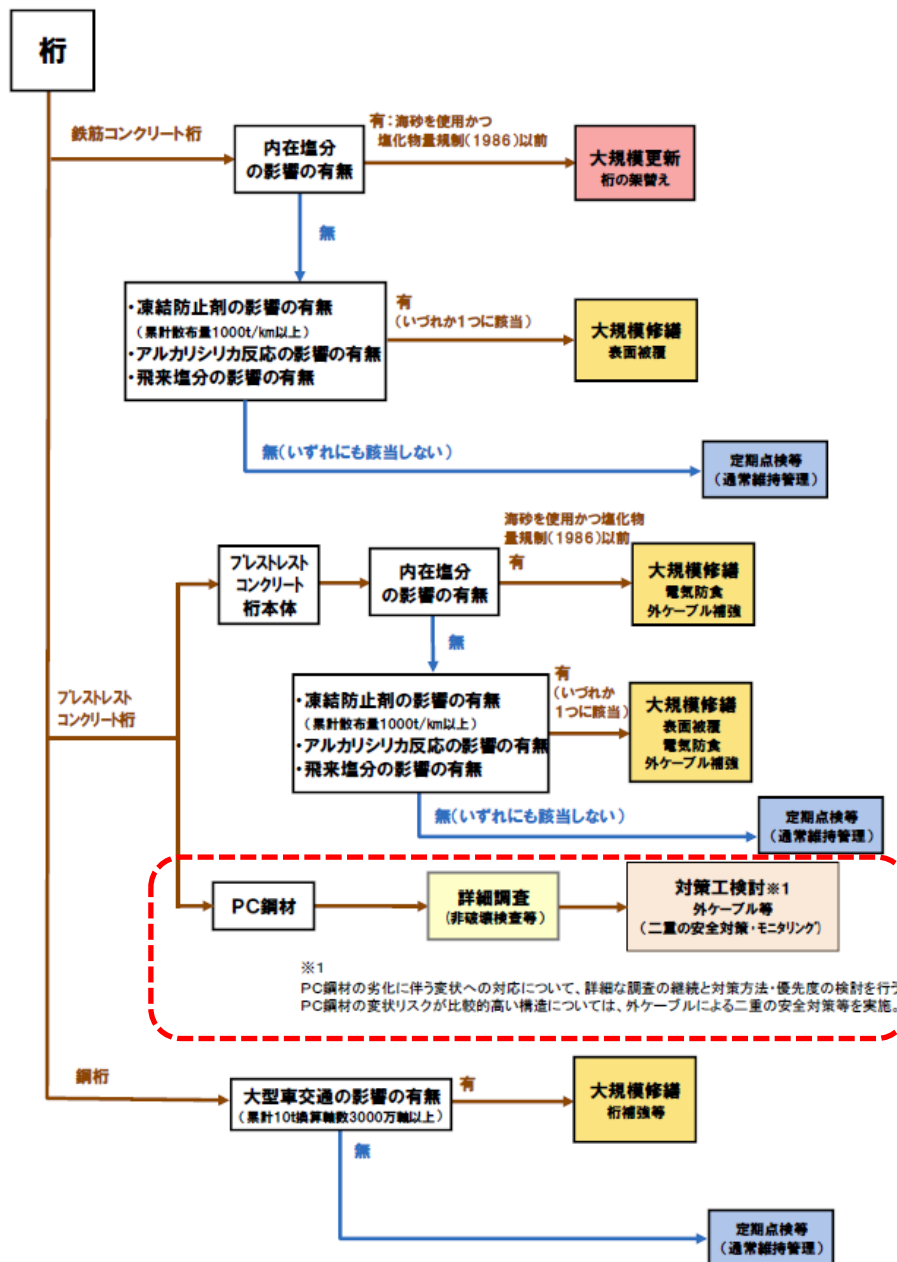 桁
鉄筋コンクリート桁
内在塩分
の影響の有無
有：海砂を使用かつ
塩化物量規制(1986)以前
大規模更新
桁の架替え
無
・凍結防止剤の影響の有無
（累計散布量1000t/km以上）
・アルカリシリカ反応の影響の有無
・飛来塩分の影響の有無
有
（いづれか1つに該当）
大規模修繕
表面被覆
無（いずれにも該当しない）
定期点検等
（通常維持管理）
プレストレスト
コンクリート桁
プレストレスト
コンクリート
桁本体
内在塩分
の影響の有無
海砂を使用かつ塩化物
量規制(1986)以前
有
大規模修繕
電気防食
外ケーブル補強
無
・凍結防止剤の影響の有無
（累計散布量1000t/km以上）
・アルカリシリカ反応の影響の有無
・飛来塩分の影響の有無
有
（いづれか
1つに該当）
大規模修繕
表面被覆
電気防食
外ケーブル補強
無（いずれにも該当しない）
定期点検等
（通常維持管理）
PC鋼材
詳細調査
(非破壊検査等)
対策工検討※1
外ケーブル等
（二重の安全対策・モニタリング）
※1
PC鋼材の劣化に伴う変状への対応について、詳細な調査の継続と対策方法・優先度の検討を行う
PC鋼材の変状リスクが比較的高い構造については、外ケーブルによる二重の安全対策等を実施。
鋼桁
大型車交通の影響の有無
（累計10t換算軸数3000万軸以上）
有
大規模修繕
桁補強等
無
定期点検等
（通常維持管理）